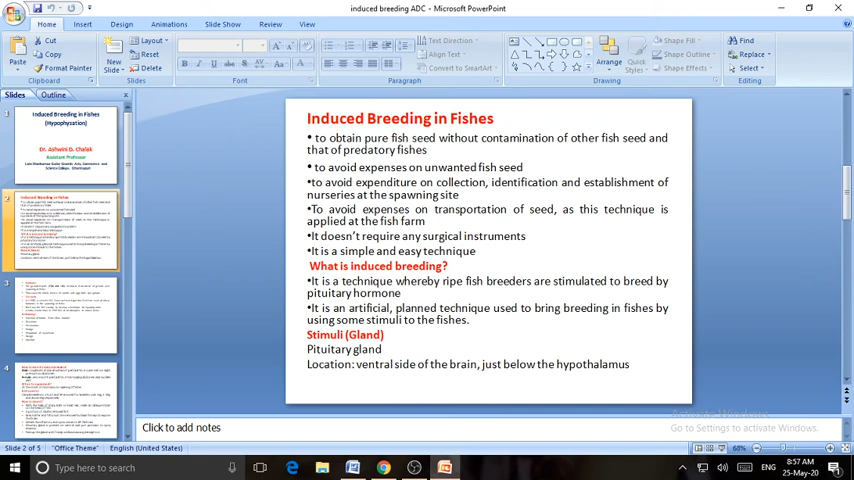 induced breeding ADC - Microsoft PowerPoint
Home Insert Design Animations Slide Show Review View
Cut
Copy
Format Painter
Paste
Clipboard
New
Slide
Layout
Reset
Delete
Slides
Font
Text Direction
Align Text
Convert to SmartArt
Paragraph
Arrange
Quick
Styles
Shape Fill
Shape Outline
Shape Effects
Drawing
Find
Replace
Select
Editing
Slides Outline
1
Induced Breeding in Fishes
(Hypophysation)
Dr. Ashwini D. Chalak
Assistant Professor
2
3
4
Induced Breeding in Fishes
• to obtain pure fish seed without contamination of other fish seed and
that of predatory fishes
• to avoid expenses on unwanted fish seed
•to avoid expenditure on collection, identification and establishment of
nurseries at the spawning site
•To avoid expenses on transportation of seed, as this technique is
applied at the fish farm
•It doesn't require any surgical instruments
•It is a simple and easy technique
What is induced breeding?
•It is a technique whereby ripe fish breeders are stimulated to breed by
pituitary hormone
•It is an artificial, planned technique used to bring breeding in fishes by
using some stimuli to the fishes.
Stimuli (Gland)
Pituitary gland
Location: ventral side of the brain, just below the hypothalamus
Activate Windows
Go to Settings to activate Windows.
Click to add notes
Slide 2 of 5 "Office Theme" English (United States) 68%
Type here to search
ENG
8:57 AM
25-May-20